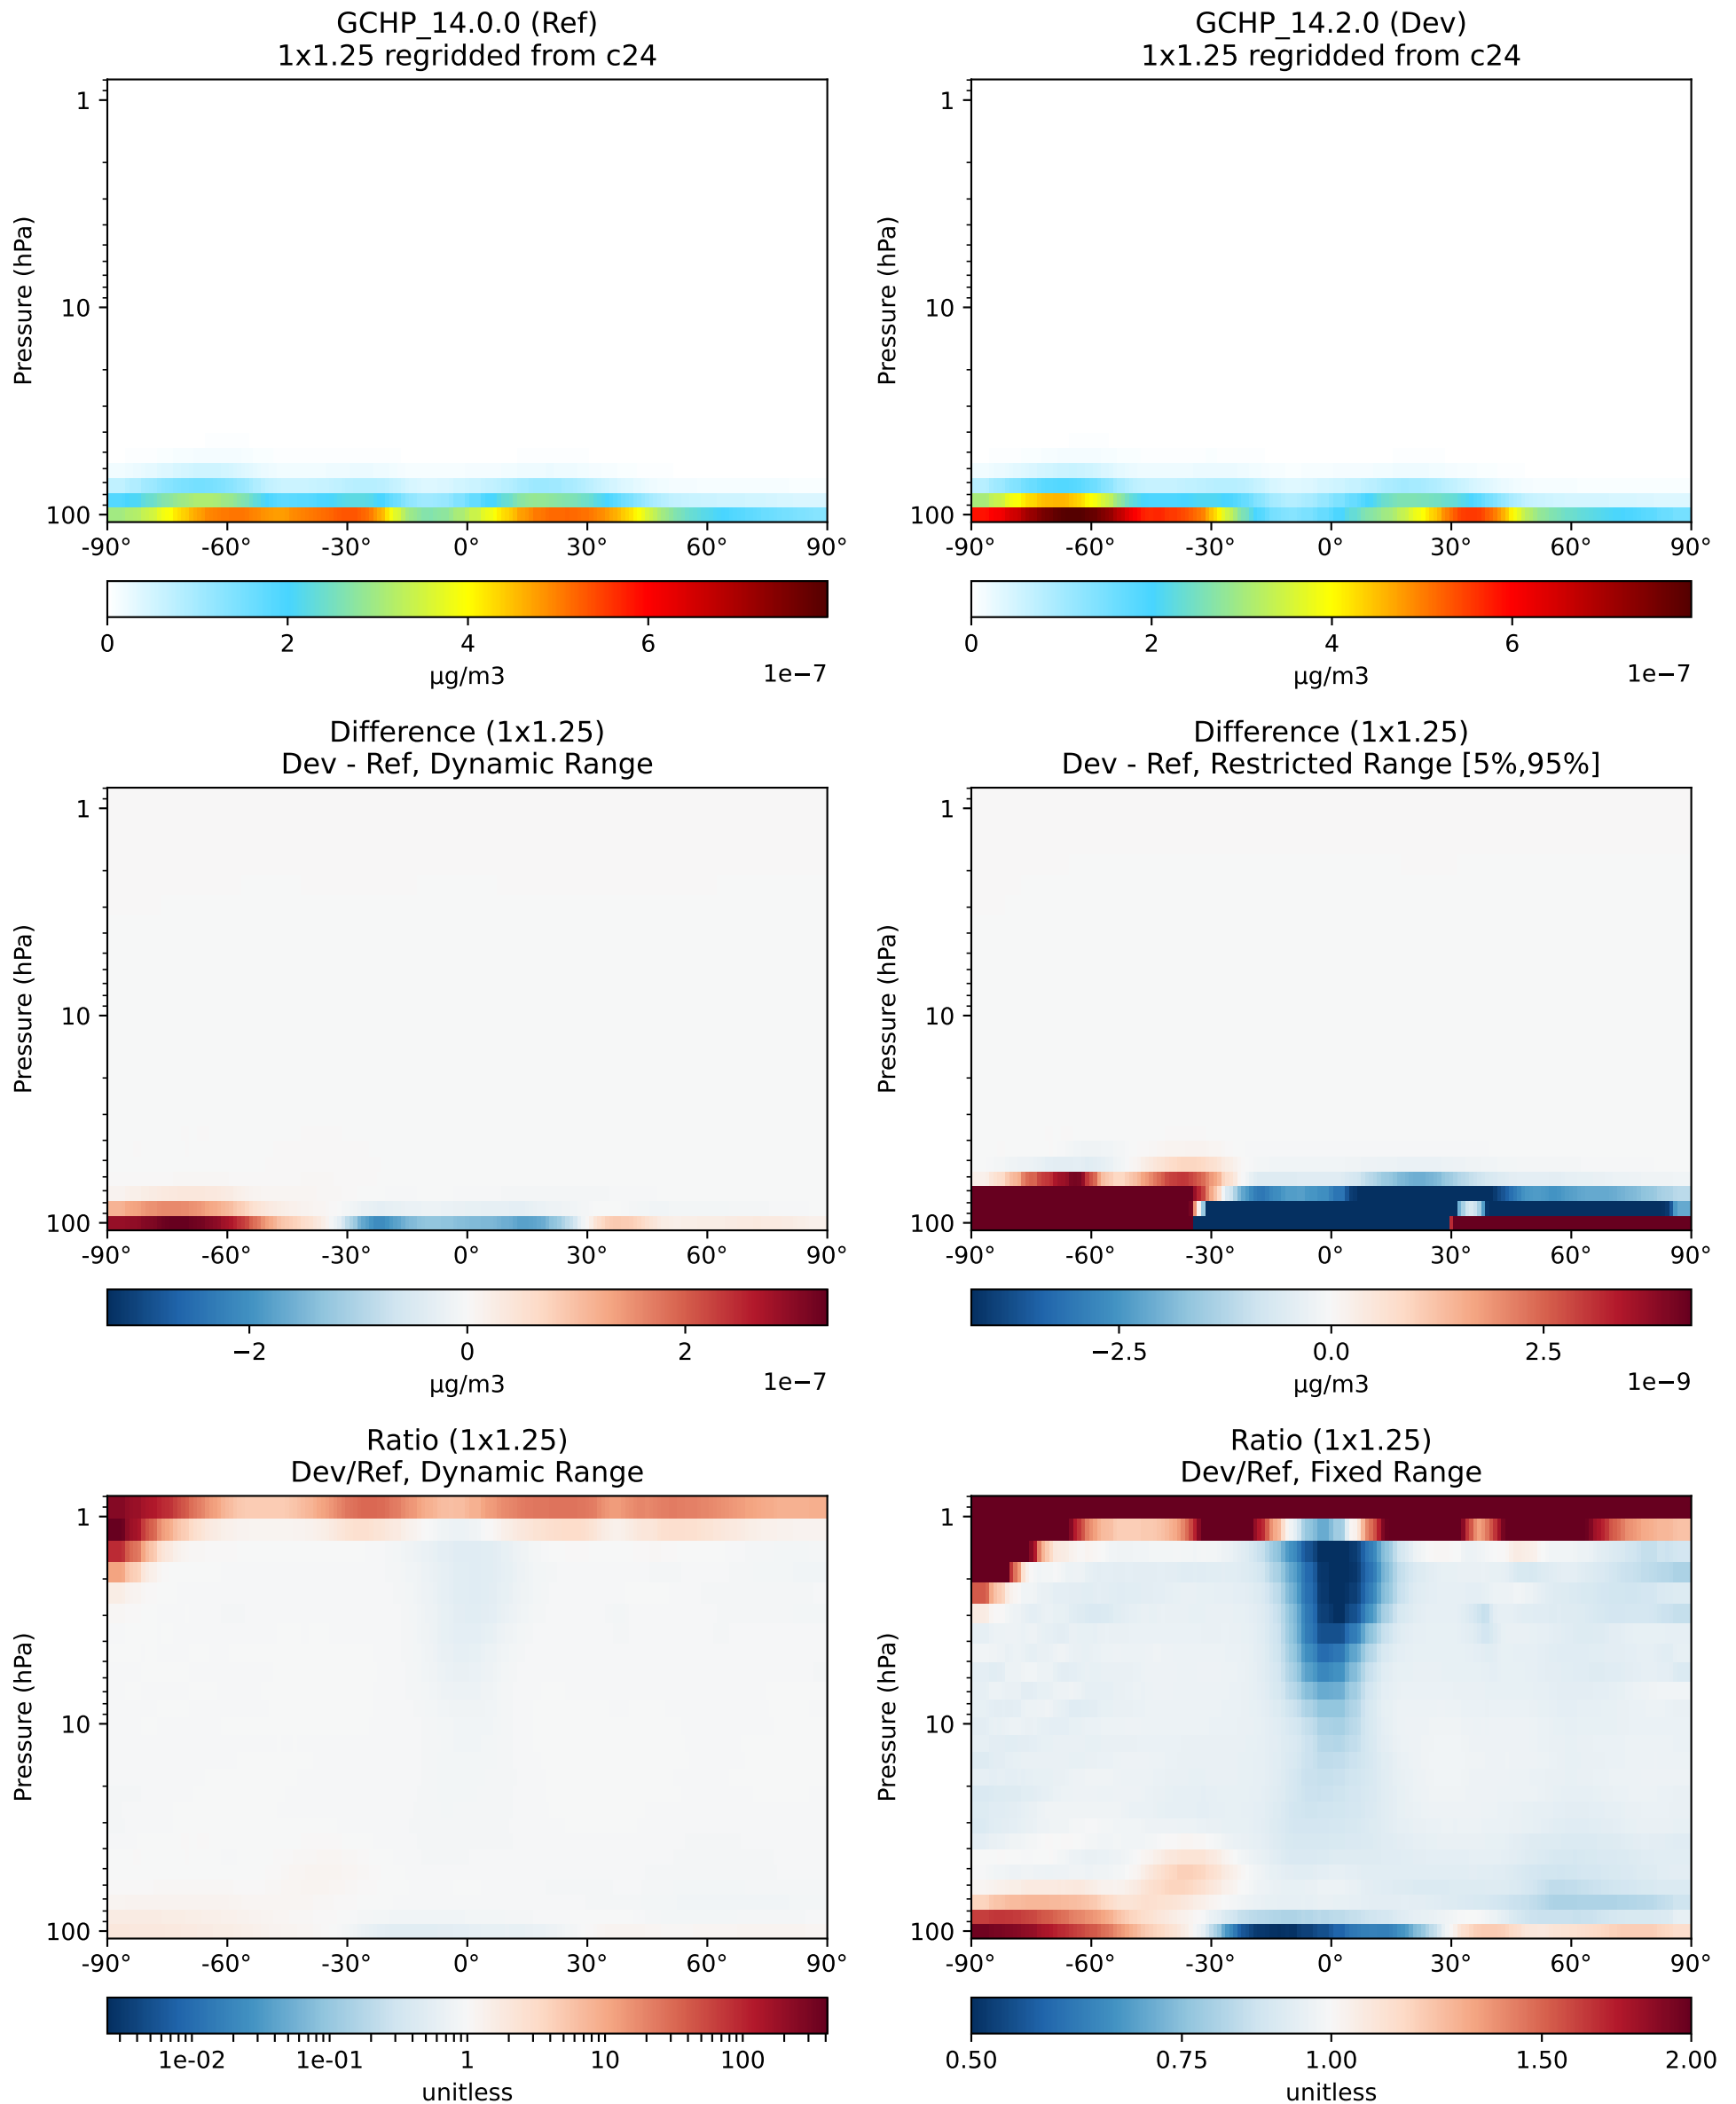 GCHP_14.0.0 (Ref)
1x1.25 regridded from c24
Pressure (hPa)
1
10
100
-90° -60° -30° 0° 30° 60° 90°
0 2 4 6
µg/m3
1e−7
GCHP_14.2.0 (Dev)
1x1.25 regridded from c24
Pressure (hPa)
1
10
100
-90° -60° -30° 0° 30° 60° 90°
0 2 4 6
µg/m3
1e−7
Difference (1x1.25)
Dev - Ref, Dynamic Range
Pressure (hPa)
1
10
100
-90° -60° -30° 0° 30° 60° 90°
−2 0 2
µg/m3
1e−7
Difference (1x1.25)
Dev - Ref, Restricted Range [5%,95%]
Pressure (hPa)
1
10
100
-90° -60° -30° 0° 30° 60° 90°
−2.5 0.0 2.5
µg/m3
1e−9
Ratio (1x1.25)
Dev/Ref, Dynamic Range
Pressure (hPa)
1
10
100
-90° -60° -30° 0° 30° 60° 90°
1e-02 1e-01 1 10 100
unitless
Ratio (1x1.25)
Dev/Ref, Fixed Range
Pressure (hPa)
1
10
100
-90° -60° -30° 0° 30° 60° 90°
0.50 0.75 1.00 1.50 2.00
unitless